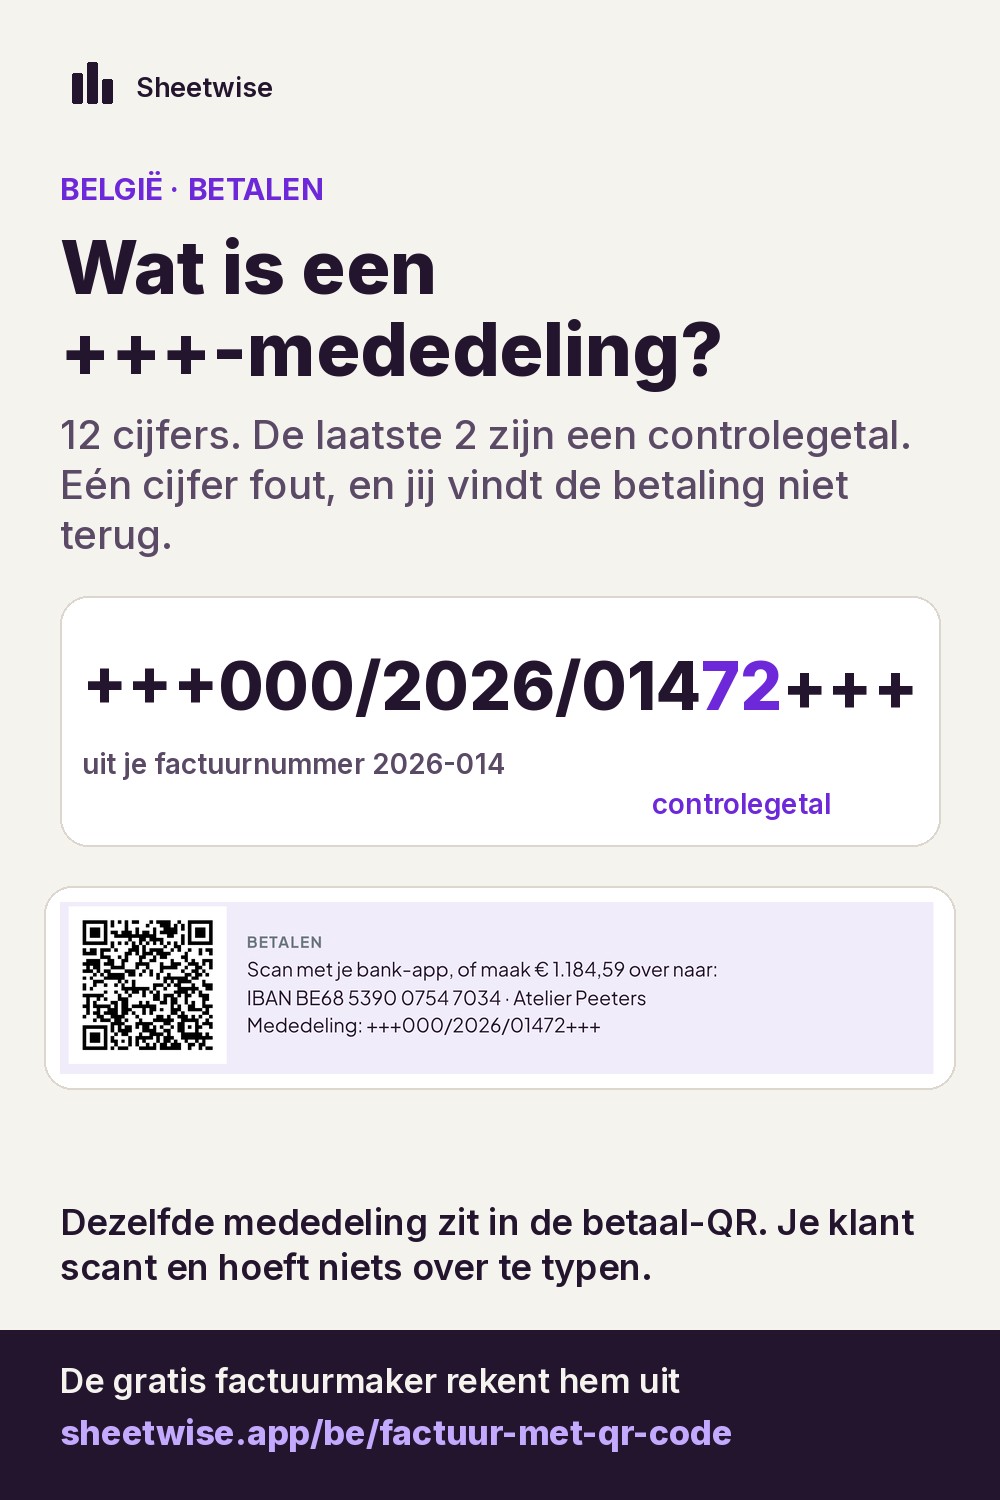 Sheetwise
BELGIË · BETALEN
Wat is een
+++-mededeling?
12 cijfers. De laatste 2 zijn een controlegetal.
Eén cijfer fout, en jij vindt de betaling niet
terug.
+++000/2026/01472+++
uit je factuurnummer 2026-014
controlegetal
BETALEN
Scan met je bank-app, of maak € 1.184,59 over naar:
IBAN BE68 5390 0754 7034 · Atelier Peeters
Mededeling: +++000/2026/01472+++
Dezelfde mededeling zit in de betaal-QR. Je klant
scant en hoeft niets over te typen.
De gratis factuurmaker rekent hem uit
sheetwise.app/be/factuur-met-qr-code